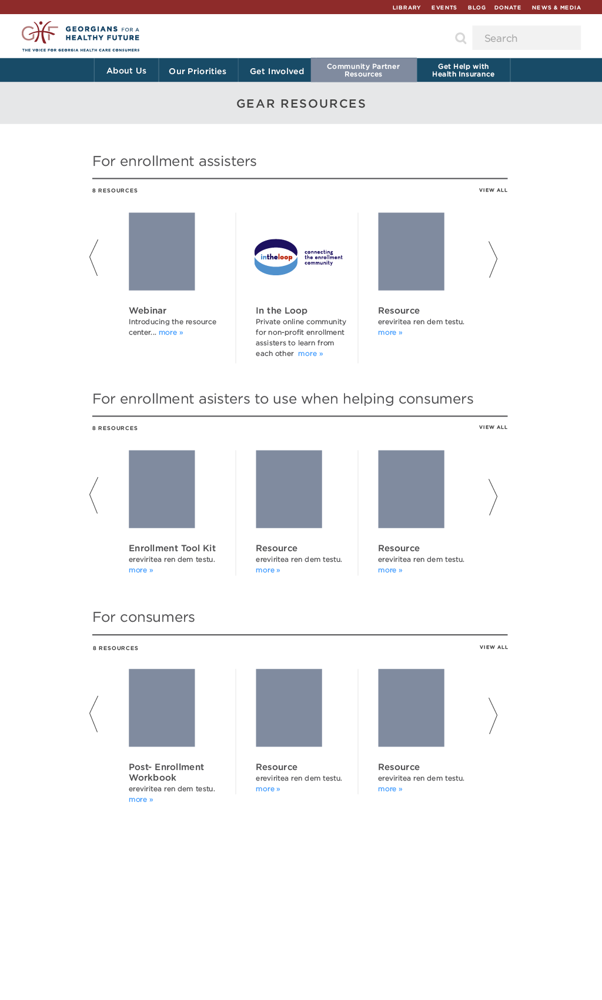 LIBRARY EVENTS BLOG DONATE NEWS & MEDIA
GEORGIANS FOR A
HEALTHY FUTURE
THE VOICE FOR GEORGIA HEALTH CARE CONSUMERS
Search
About Us Our Priorities Get Involved Community Partner Resources Get Help with Health Insurance
GEAR RESOURCES
For enrollment assisters
8 RESOURCES VIEW ALL
intheloop
connecting
the enrollment
community
Webinar
Introducing the resource
center... more »
In the Loop
Private online community
for non-profit enrollment
assisters to learn from
each other more »
Resource
ereviritea ren dem testu.
more »
For enrollment asisters to use when helping consumers
8 RESOURCES VIEW ALL
Enrollment Tool Kit
ereviritea ren dem testu.
more »
Resource
ereviritea ren dem testu.
more »
Resource
ereviritea ren dem testu.
more »
For consumers
8 RESOURCES VIEW ALL
Post- Enrollment
Workbook
ereviritea ren dem testu.
more »
Resource
ereviritea ren dem testu.
more »
Resource
ereviritea ren dem testu.
more »